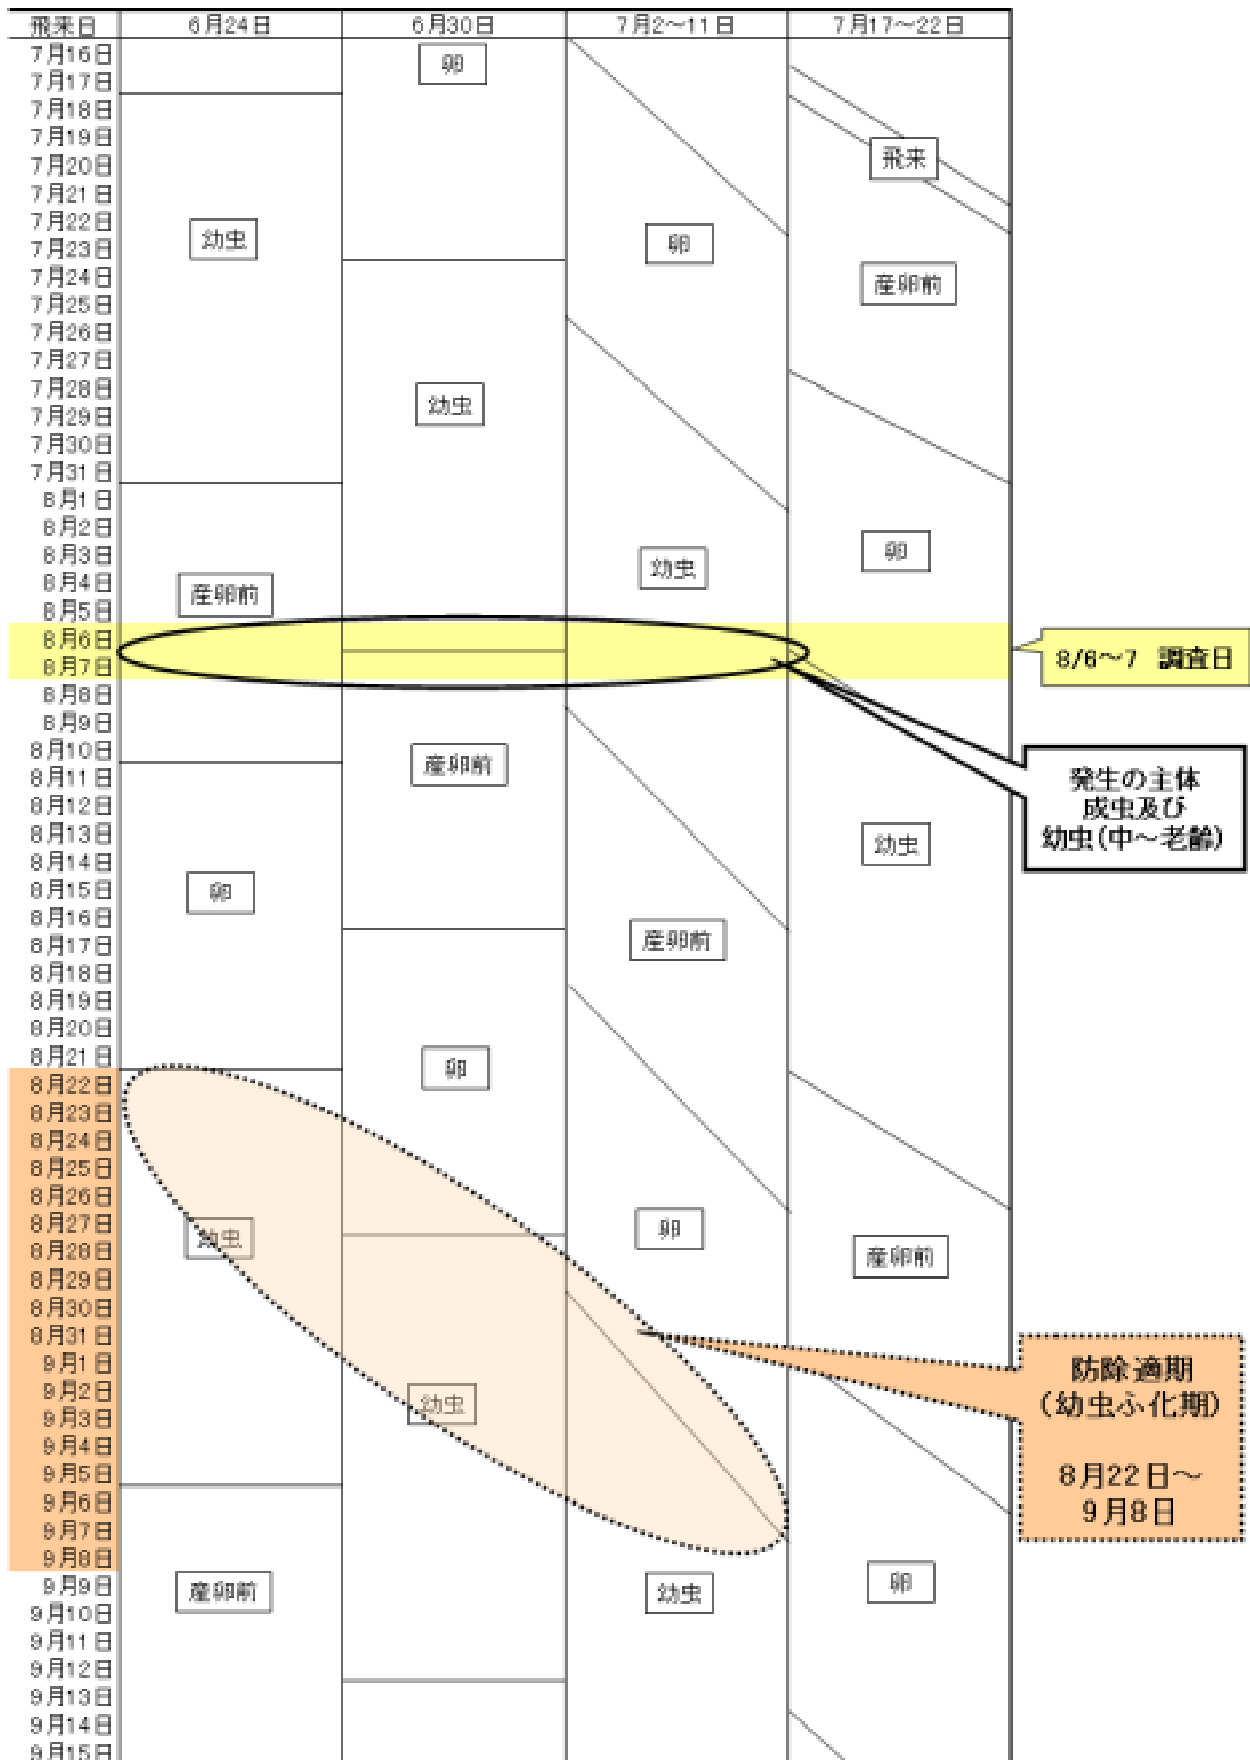 飛来日 6月24日 6月30日 7月2～11日 7月17～22日
7月16日
卵
7月17日
7月18日
7月19日
飛来
7月20日
7月21日
7月22日
幼虫
卵
7月23日
7月24日
産卵前
7月25日
7月26日
7月27日
7月28日
幼虫
7月29日
7月30日
7月31日
8月1日
8月2日
8月3日
卵
幼虫
8月4日
産卵前
8月5日
8月6日
8月7日
8/6～7 調査日
8月8日
8月9日
8月10日
産卵前
8月11日
発生の主体
成虫及び
幼虫(中～老齢)
8月12日
8月13日
幼虫
8月14日
8月15日
卵
8月16日
8月17日
産卵前
8月18日
8月19日
8月20日
8月21日
卵
8月22日
8月23日
8月24日
8月25日
8月26日
8月27日
幼虫
卵
8月28日
産卵前
8月29日
8月30日
8月31日
9月1日
防除適期
(幼虫ふ化期)
8月22日～
9月8日
9月2日
幼虫
9月3日
9月4日
9月5日
9月6日
9月7日
9月8日
9月9日
産卵前
幼虫
卵
9月10日
9月11日
9月12日
9月13日
9月14日
9月15日